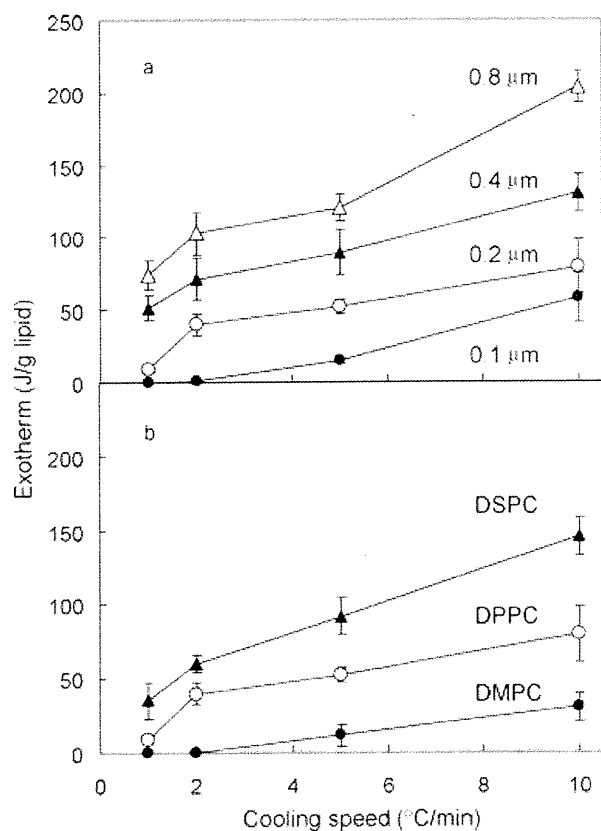 250
a
0.8 μm
200
150
0.4 μm
100
0.2 μm
50
0.1 μm
0
b
200
DSPC
150
DPPC
100
50
DMPC
0
0 2 4 6 8 10
Cooling speed (°C/min)
Exotherm (J/g lipid)